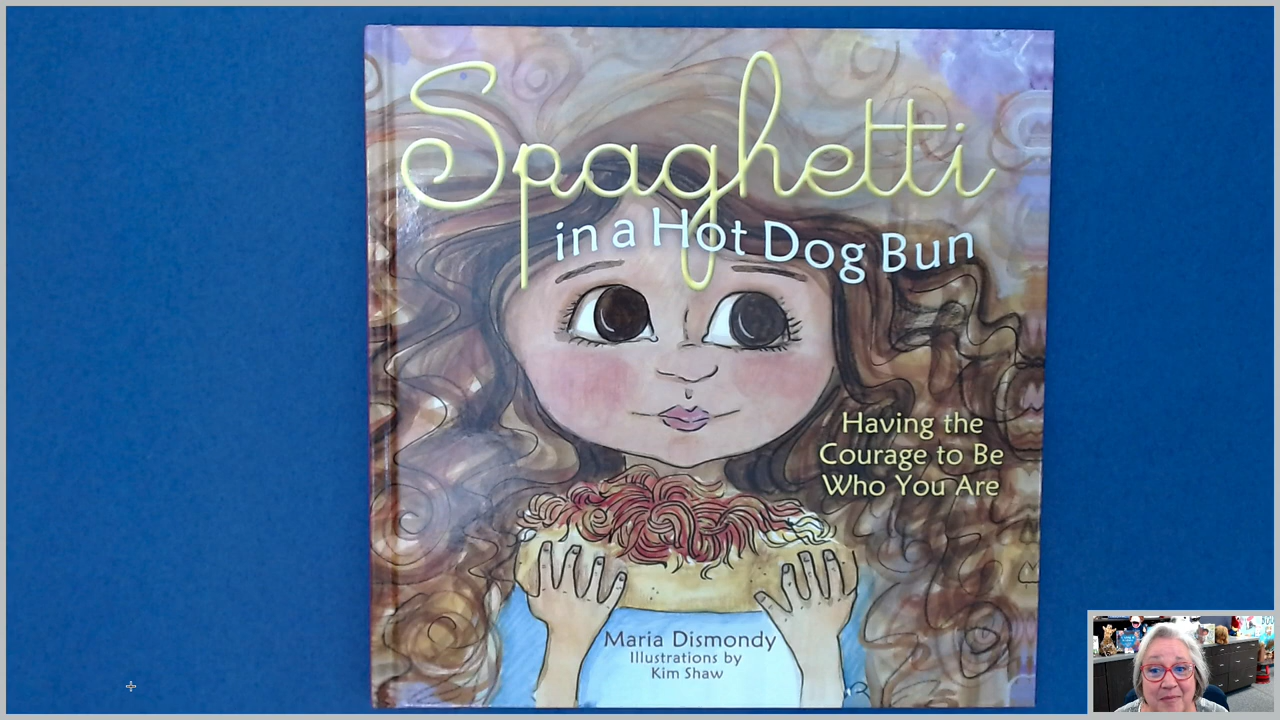 Spaghetti
in a Hot Dog Bun
Having the
Courage to Be
Who You Are
Maria Dismondy
Illustrations by
Kim Shaw